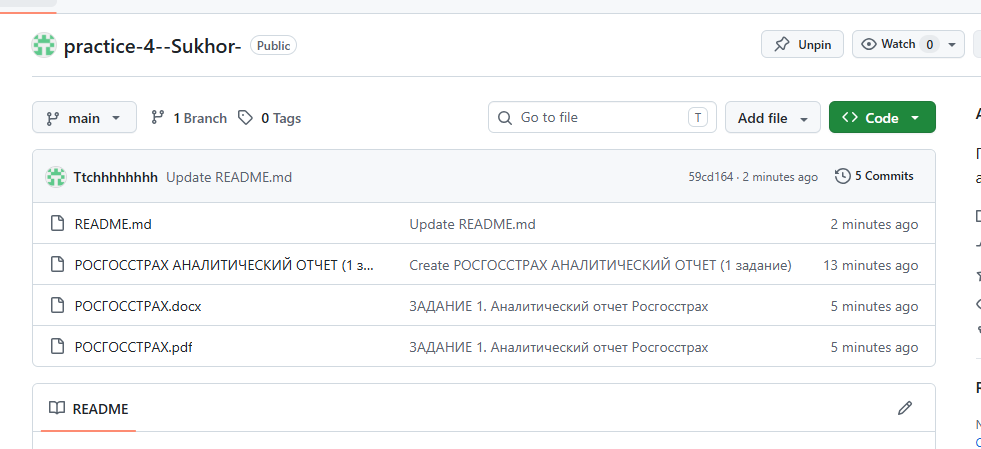 practice-4--Sukhor- Public Unpin Watch 0
main 1 Branch 0 Tags Go to file T Add file Code
Ttchhhhhhhh Update README.md 59cd164 · 2 minutes ago 5 Commits
README.md Update README.md 2 minutes ago
РОСГОССТРАХ АНАЛИТИЧЕСКИЙ ОТЧЕТ (1 з... Create РОСГОССТРАХ АНАЛИТИЧЕСКИЙ ОТЧЕТ (1 задание) 13 minutes ago
РОСГОССТРАХ.docx ЗАДАНИЕ 1. Аналитический отчет Росгосстрах 5 minutes ago
РОСГОССТРАХ.pdf ЗАДАНИЕ 1. Аналитический отчет Росгосстрах 5 minutes ago
README